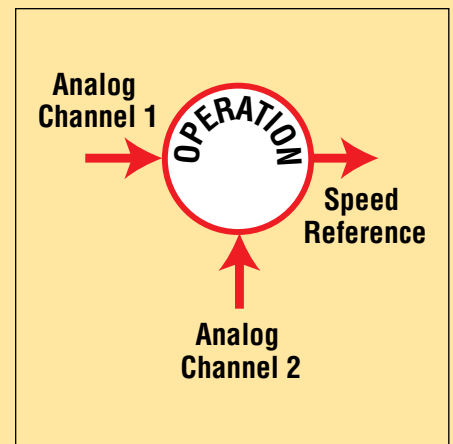 Analog
Channel 1
OPERATION
Speed
Reference
Analog
Channel 2